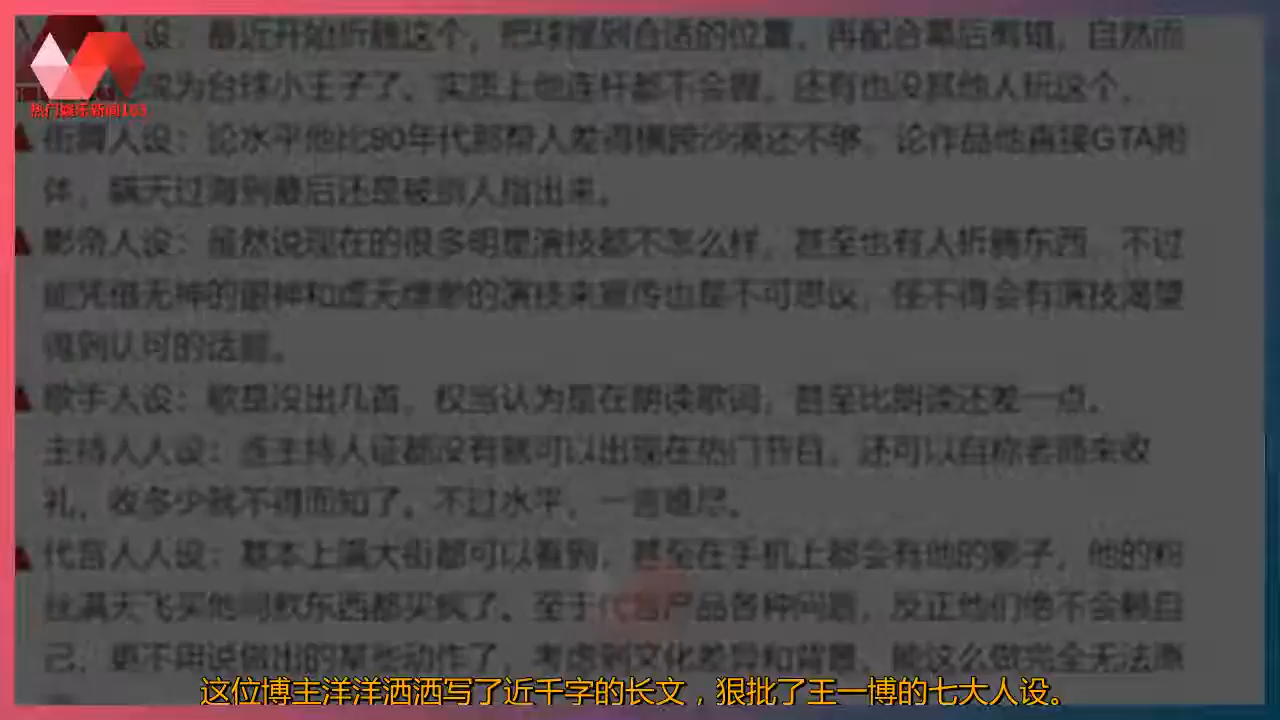 设：最近开始折腾这个，把球摆到合适的位置，再配合幕后剪辑，自然而
成为台球小王子了。实质上他连杆都不会握，还有也没其他人玩这个。
热门娱乐新闻163
街舞人设：论水平他比80年代那帮人差得横跨沙漠还不够，论作品他直接GTA附
体，瞒天过海到最后还是被别人指出来。
影帝人设：虽然说现在的很多明星演技都不怎么样，甚至也有人折腾东西，不过
能凭借无神的眼神和的演技来宣传也是不可思议，怪不得会有演技渴望
得到认可的话题。
歌手人设：歌是没出几首，权当认为是在朗读歌词，甚至比朗读还差一点。
主持人人设：连主持人证都没有就可以出现在热门节目，还可以自称老师来收
礼，收多少就不得而知了。不过水平，一言难尽。
代言人人设：基本上满大街都可以看到，甚至在手机上都会有他的影子，他的粉
丝满天飞买他同款东西都买疯了。至于代言产品各种问题，反正他们绝不会赖自
己，更不用说做出的某些动作了，考虑到文化差异和背景，能这么做完全无法原
这位博主洋洋洒洒写了近千字的长文，狠批了王一博的七大人设。